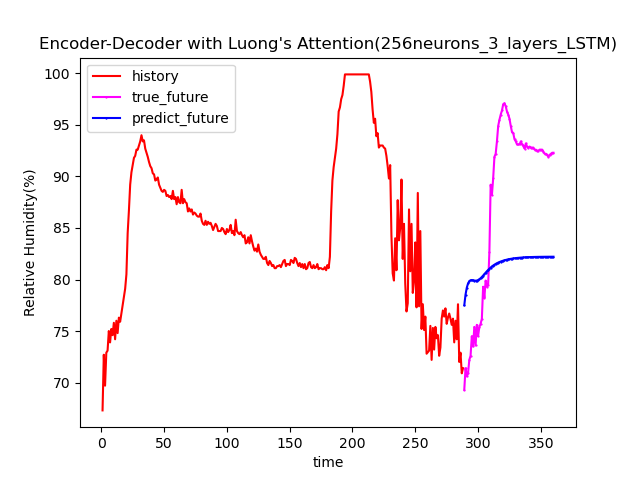 Encoder-Decoder with Luong's Attention(256neurons_3_layers_LSTM)
history
true_future
predict_future
Relative Humidity(%)
100
95
90
85
80
75
70
0 50 100 150 200 250 300 350
time